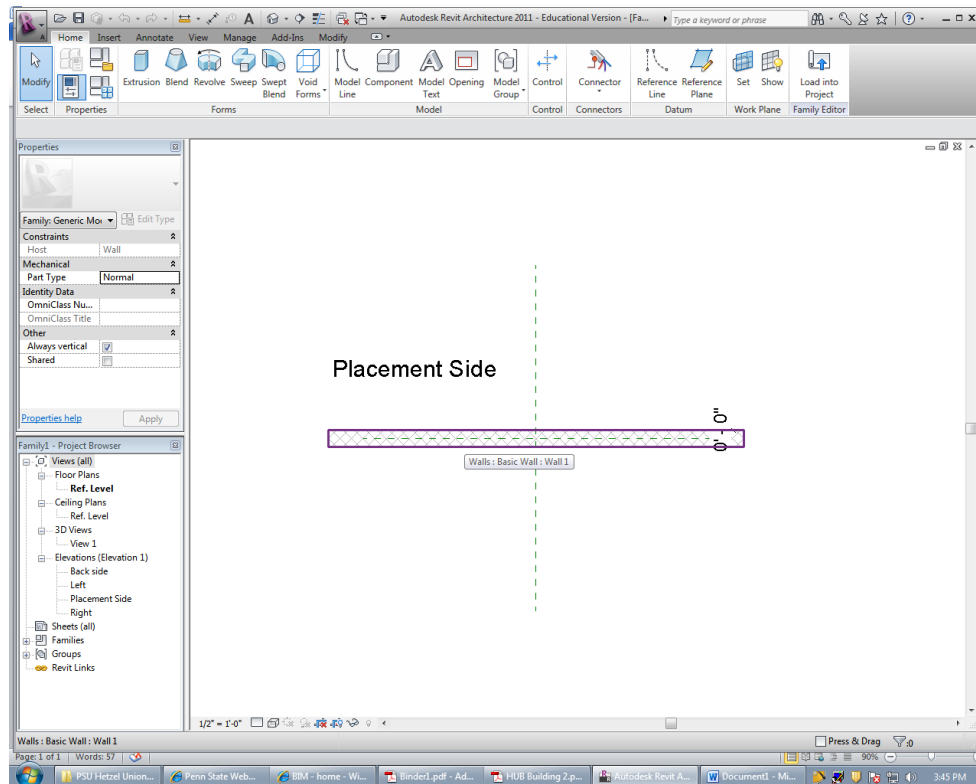 Autodesk Revit Architecture 2011 - Educational Version - [Fa...
Type a keyword or phrase
Home Insert Annotate View Manage Add-Ins Modify
Modify
Extrusion Blend Revolve Sweep Swept Blend Void Forms
Model Line Component Model Text Opening Model Group
Control Connector Reference Line Reference Plane Set Show Load into Project
Select Properties Forms Model Control Connectors Datum Work Plane Family Editor
Properties
Family: Generic Mo Edit Type
Constraints
Host Wall
Mechanical
Part Type Normal
Identity Data
OmniClass Nu...
OmniClass Title
Other
Always vertical
Shared
Properties help Apply
Family1 - Project Browser
Views (all)
Floor Plans
Ref. Level
Ceiling Plans
Ref. Level
3D Views
View 1
Elevations (Elevation 1)
Back side
Left
Placement Side
Right
Sheets (all)
Families
Groups
Revit Links
Placement Side
0' - 0"
Walls : Basic Wall : Wall 1
1/2" = 1'-0"
Walls : Basic Wall : Wall 1
Press & Drag :0
Page: 1 of 1 Words: 57 90%
PSU Hetzel Union... Penn State Web... BIM - home - Wi... Binder1.pdf - Ad... HUB Building 2.p... Autodesk Revit A... Document1 - Mi... 3:45 PM